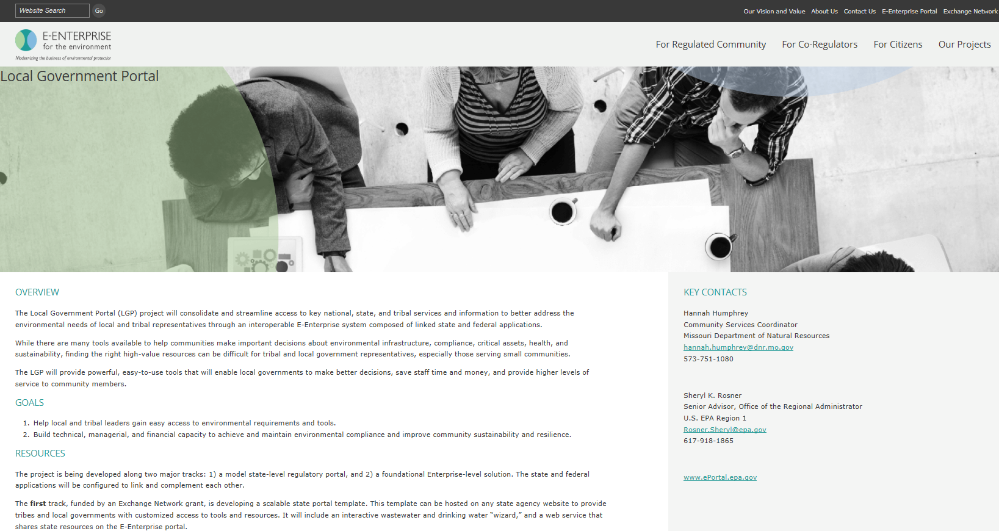 Website Search Go
Our Vision and Value About Us Contact Us E-Enterprise Portal Exchange Network
E-ENTERPRISE
for the environment
Modernizing the business of environmental protection
For Regulated Community For Co-Regulators For Citizens Our Projects
Local Government Portal
OVERVIEW
The Local Government Portal (LGP) project will consolidate and streamline access to key national, state, and tribal services and information to better address the
environmental needs of local and tribal representatives through an interoperable E-Enterprise system composed of linked state and federal applications.
While there are many tools available to help communities make important decisions about environmental infrastructure, compliance, critical assets, health, and
sustainability, finding the right high-value resources can be difficult for tribal and local government representatives, especially those serving small communities.
The LGP will provide powerful, easy-to-use tools that will enable local governments to make better decisions, save staff time and money, and provide higher levels of
service to community members.
GOALS
1. Help local and tribal leaders gain easy access to environmental requirements and tools.
2. Build technical, managerial, and financial capacity to achieve and maintain environmental compliance and improve community sustainability and resilience.
RESOURCES
The project is being developed along two major tracks: 1) a model state-level regulatory portal, and 2) a foundational Enterprise-level solution. The state and federal
applications will be configured to link and complement each other.
The first track, funded by an Exchange Network grant, is developing a scalable state portal template. This template can be hosted on any state agency website to provide
tribes and local governments with customized access to tools and resources. It will include an interactive wastewater and drinking water “wizard,” and a web service that
shares state resources on the E-Enterprise portal.
KEY CONTACTS
Hannah Humphrey
Community Services Coordinator
Missouri Department of Natural Resources
hannah.humphrey@dnr.mo.gov
573-751-1080
Sheryl K. Rosner
Senior Advisor, Office of the Regional Administrator
U.S. EPA Region 1
Rosner.Sheryl@epa.gov
617-918-1865
www.ePortal.epa.gov